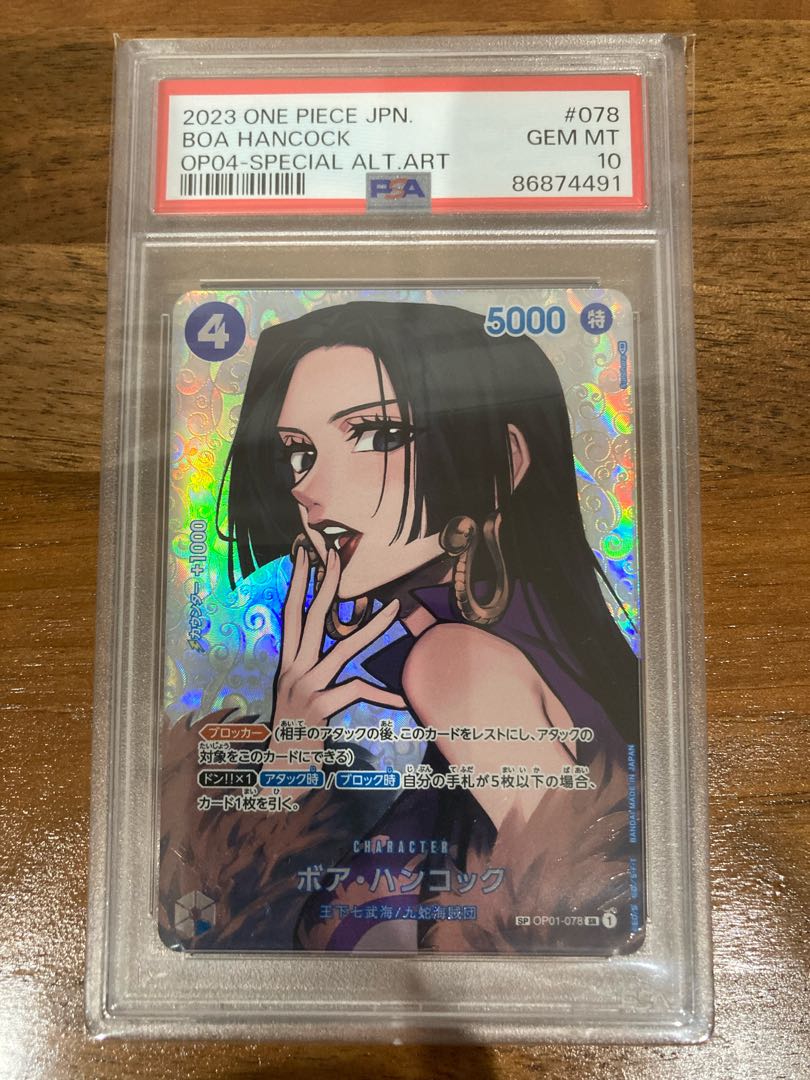 2023 ONE PIECE JPN. #078
BOA HANCOCK GEM MT
OP04-SPECIAL ALT.ART 10
PSA 86874491
4
5000 特
カウンター+1000
ブロッカー (相手のアタックの後、このカードをレストにし、アタックの
対象をこのカードにできる)
ドン!!×1 アタック時 / ブロック時 自分の手札が5枚以下の場合、
カード1枚を引く。
CHARACTER
ボア・ハンコック
王下七武海/九蛇海賊団
SP OP01-078 SR 1
BANDAI MADE IN JAPAN